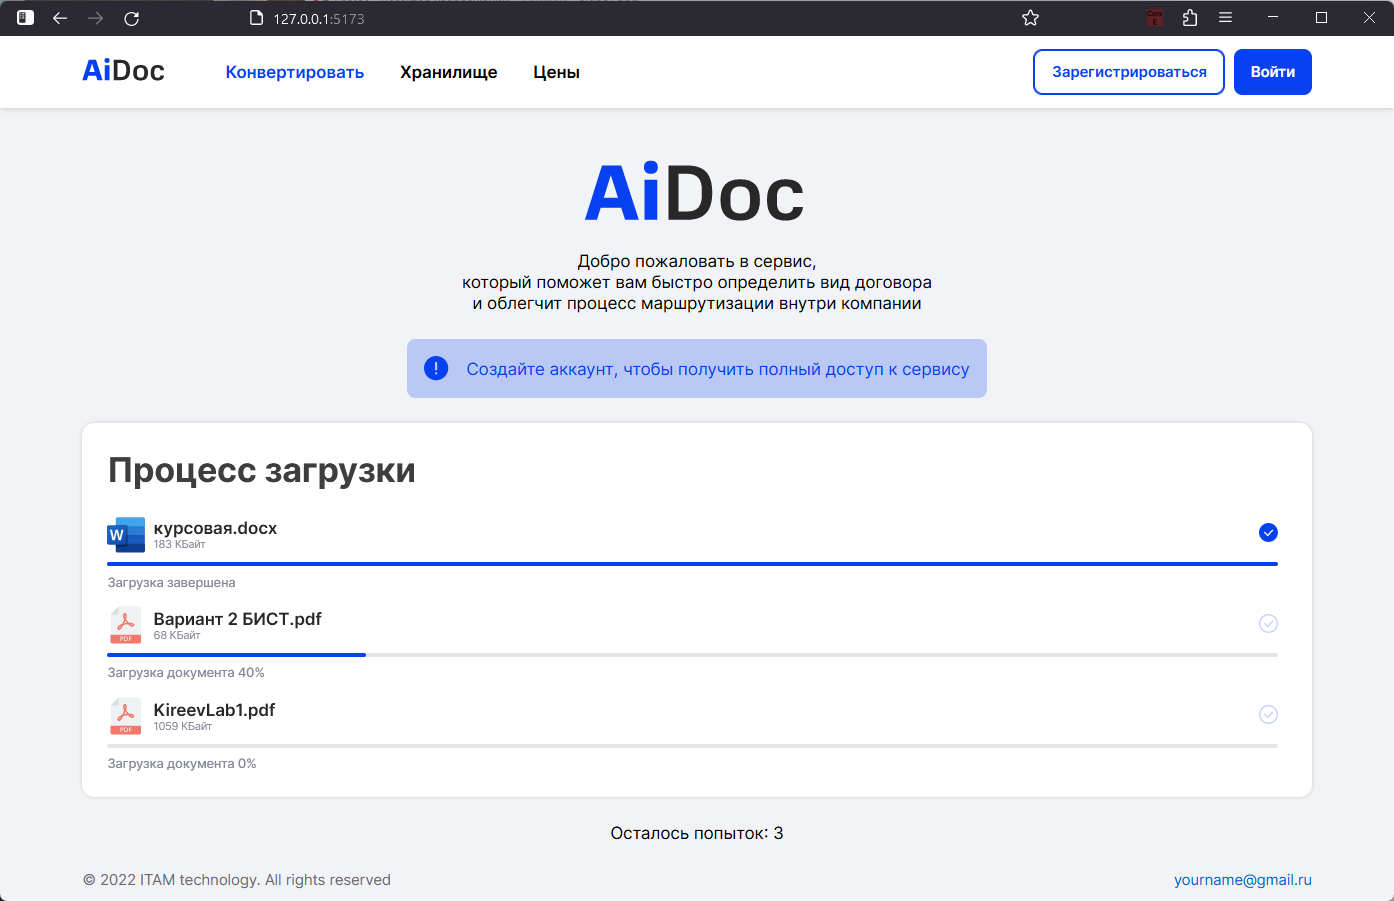 127.0.0.1:5173
AiDoc
Конвертировать
Хранилище
Цены
Зарегистрироваться
Войти
AiDoc
Добро пожаловать в сервис,
который поможет вам быстро определить вид договора
и облегчит процесс маршрутизации внутри компании
Создайте аккаунт, чтобы получить полный доступ к сервису
Процесс загрузки
W
курсовая.docx
183 КБайт
Загрузка завершена
PDF
Вариант 2 БИСТ.pdf
68 КБайт
Загрузка документа 40%
PDF
KireevLab1.pdf
1059 КБайт
Загрузка документа 0%
Осталось попыток: 3
© 2022 ITAM technology. All rights reserved
yourname@gmail.ru